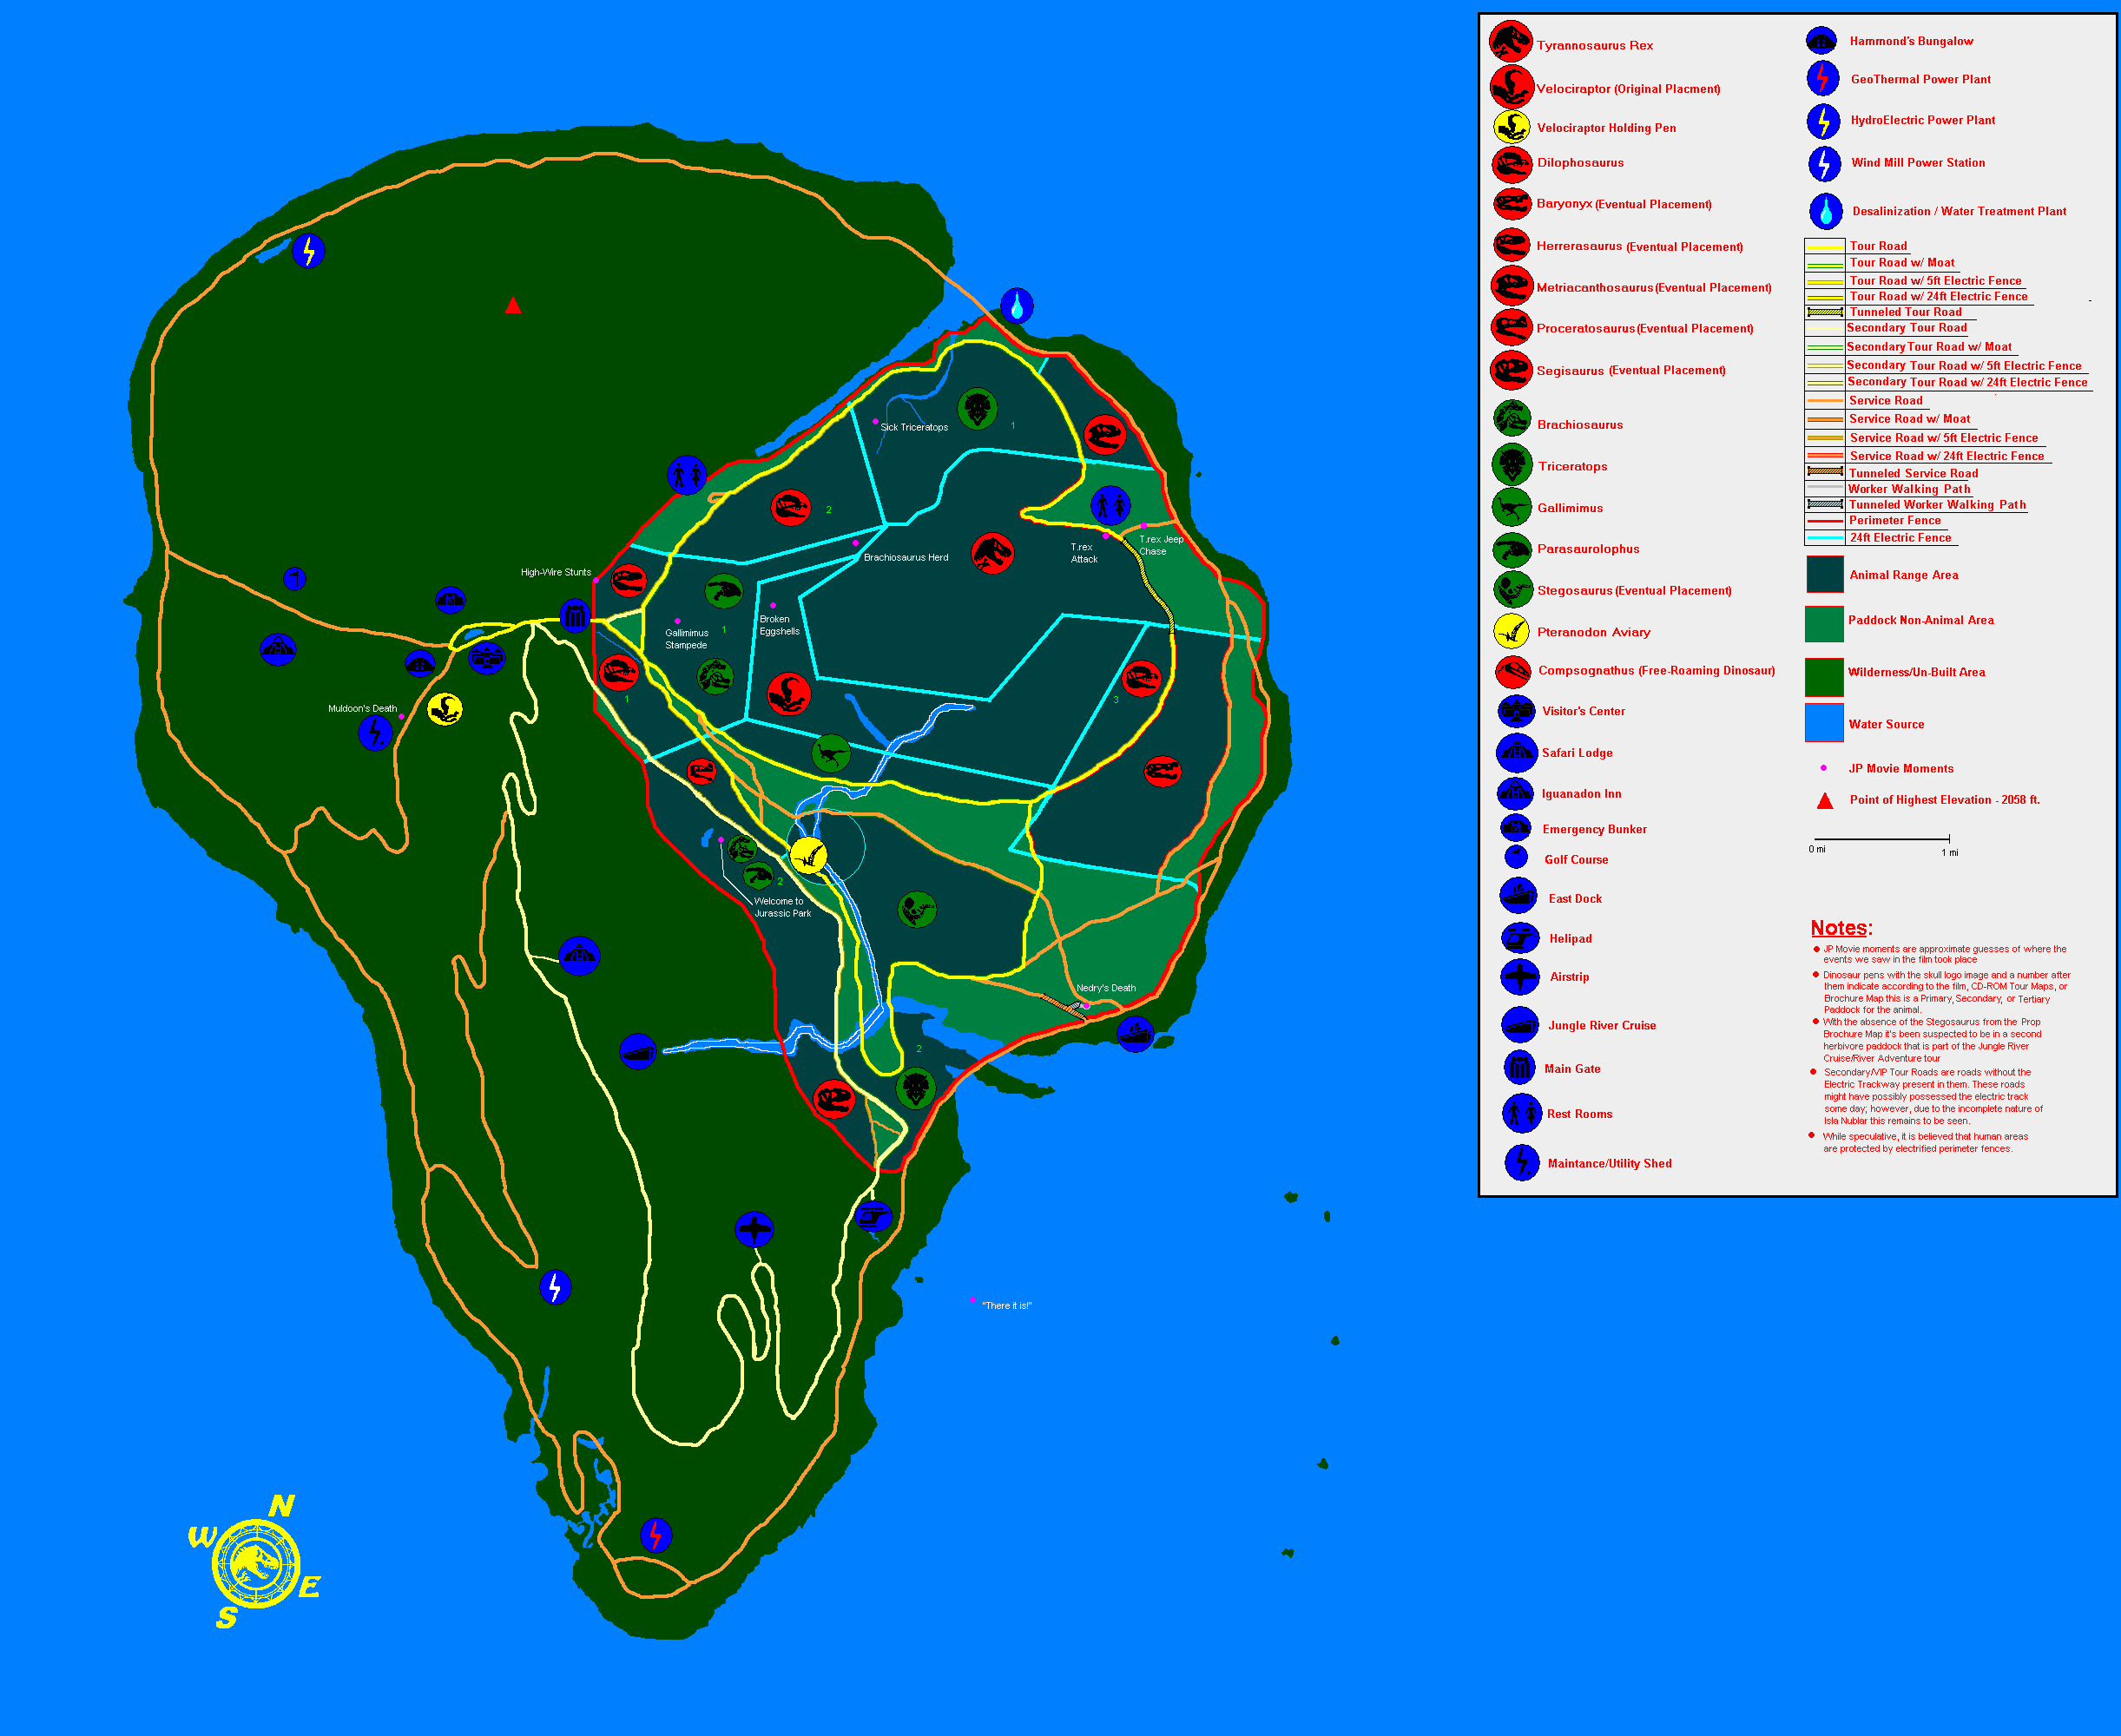 Sick Triceratops
1
2
Brachiosaurus Herd
T.rex
Attack
T.rex Jeep
Chase
High-Wire Stunts
Gallimimus
Stampede
1
Broken
Eggshells
1
3
Muldoon's Death
2
Welcome to
Jurassic Park
Nedry's Death
2
"There it is!"
N
W
E
S
Tyrannosaurus Rex
Velociraptor (Original Placment)
Velociraptor Holding Pen
Dilophosaurus
Baryonyx (Eventual Placement)
Herrerasaurus (Eventual Placement)
Metriacanthosaurus (Eventual Placement)
Proceratosaurus (Eventual Placement)
Segisaurus (Eventual Placement)
Brachiosaurus
Triceratops
Gallimimus
Parasaurolophus
Stegosaurus (Eventual Placement)
Pteranodon Aviary
Compsognathus (Free-Roaming Dinosaur)
Visitor's Center
Safari Lodge
Iguanadon Inn
Emergency Bunker
Golf Course
East Dock
Helipad
Airstrip
Jungle River Cruise
Main Gate
Rest Rooms
Maintance/Utility Shed
Hammond's Bungalow
GeoThermal Power Plant
HydroElectric Power Plant
Wind Mill Power Station
Desalinization / Water Treatment Plant
Tour Road
Tour Road w/ Moat
Tour Road w/ 5ft Electric Fence
Tour Road w/ 24ft Electric Fence
Tunneled Tour Road
Secondary Tour Road
Secondary Tour Road w/ Moat
Secondary Tour Road w/ 5ft Electric Fence
Secondary Tour Road w/ 24ft Electric Fence
Service Road
Service Road w/ Moat
Service Road w/ 5ft Electric Fence
Service Road w/ 24ft Electric Fence
Tunneled Service Road
Worker Walking Path
Tunneled Worker Walking Path
Perimeter Fence
24ft Electric Fence
Animal Range Area
Paddock Non-Animal Area
Wilderness/Un-Built Area
Water Source
JP Movie Moments
Point of Highest Elevation - 2058 ft.
0 mi
1 mi
Notes:
JP Movie moments are approximate guesses of where the
events we saw in the film took place
Dinosaur pens with the skull logo image and a number after
them indicate according to the film, CD-ROM Tour Maps, or
Brochure Map this is a Primary, Secondary, or Tertiary
Paddock for the animal.
With the absence of the Stegosaurus from the Prop
Brochure Map it's been suspected to be in a second
herbivore paddock that is part of the Jungle River
Cruise/River Adventure tour
Secondary/VIP Tour Roads are roads without the
Electric Trackway present in them. These roads
might have possibly possessed the electric track
some day; however, due to the incomplete nature of
Isla Nublar this remains to be seen.
While speculative, it is believed that human areas
are protected by electrified perimeter fences.